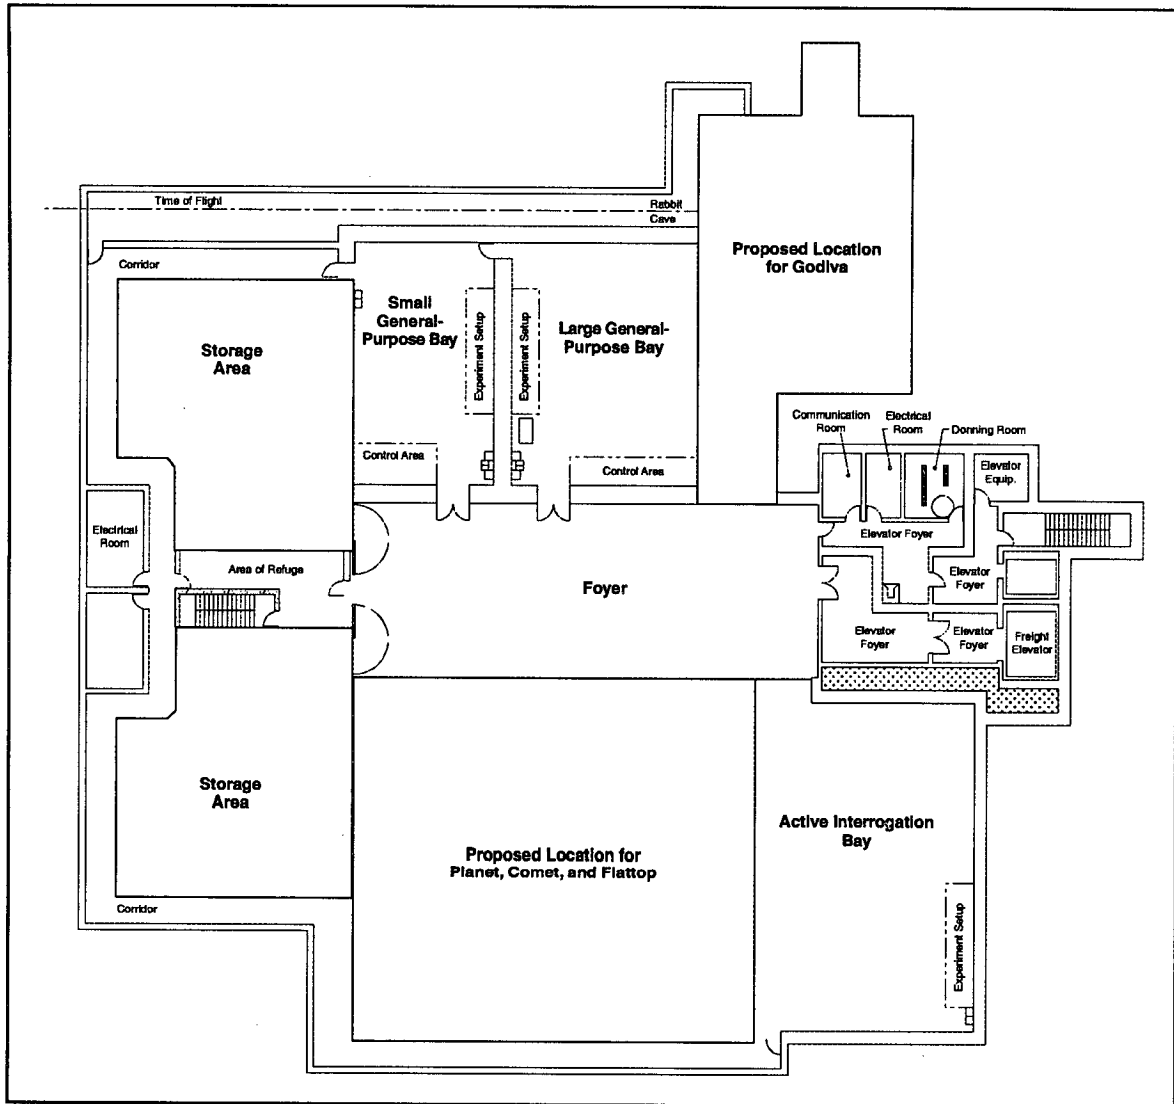 Time of Flight
Rabbit
Cave
Proposed Location
for Godiva
Corridor
Small
General-
Purpose Bay
Experiment Setup
Experiment Setup
Large General-
Purpose Bay
Storage
Area
Communication
Room
Electrical
Room
Donning Room
Control Area
Control Area
Elevator
Equip.
Electrical
Room
Elevator Foyer
Area of Refuge
Foyer
Elevator
Foyer
Elevator
Foyer
Elevator
Foyer
Freight
Elevator
Storage
Area
Active Interrogation
Bay
Proposed Location for
Planet, Comet, and Flattop
Experiment Setup
Corridor